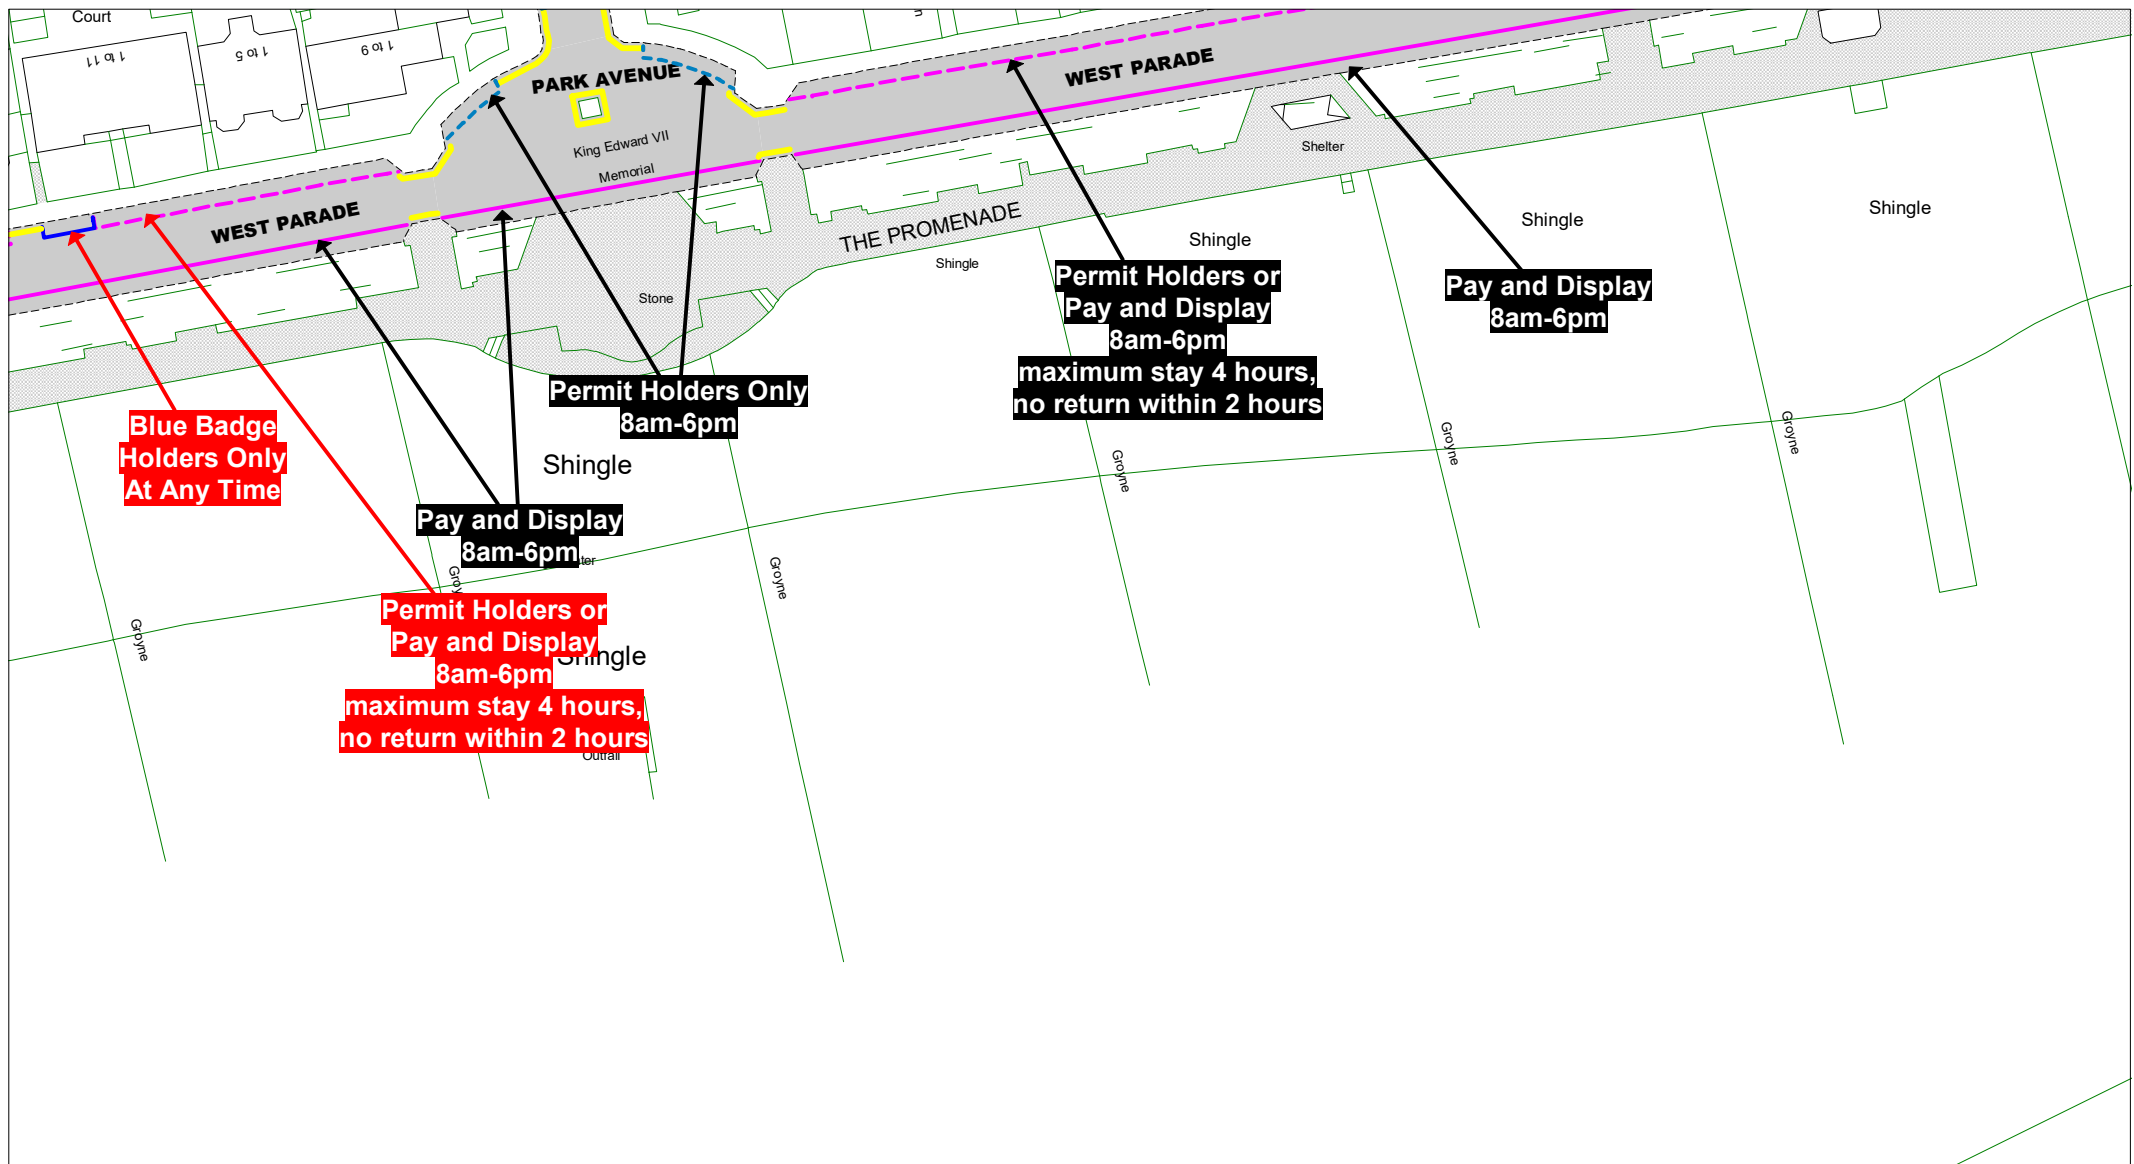 Court
1 to 11
1 to 5
1 to 9
n
PARK AVENUE
WEST PARADE
King Edward VII
Memorial
Shelter
WEST PARADE
THE PROMENADE
Shingle
Shingle
Shingle
Shingle
Stone
Permit Holders or
Pay and Display
8am-6pm
maximum stay 4 hours,
no return within 2 hours
Pay and Display
8am-6pm
Permit Holders Only
8am-6pm
Blue Badge
Holders Only
At Any Time
Shingle
Pay and Display
8am-6pm
Groyne
Groyne
Groyne
Groyne
Groyne
Permit Holders or
Pay and Display
8am-6pm
maximum stay 4 hours,
no return within 2 hours
Shingle
Outfall